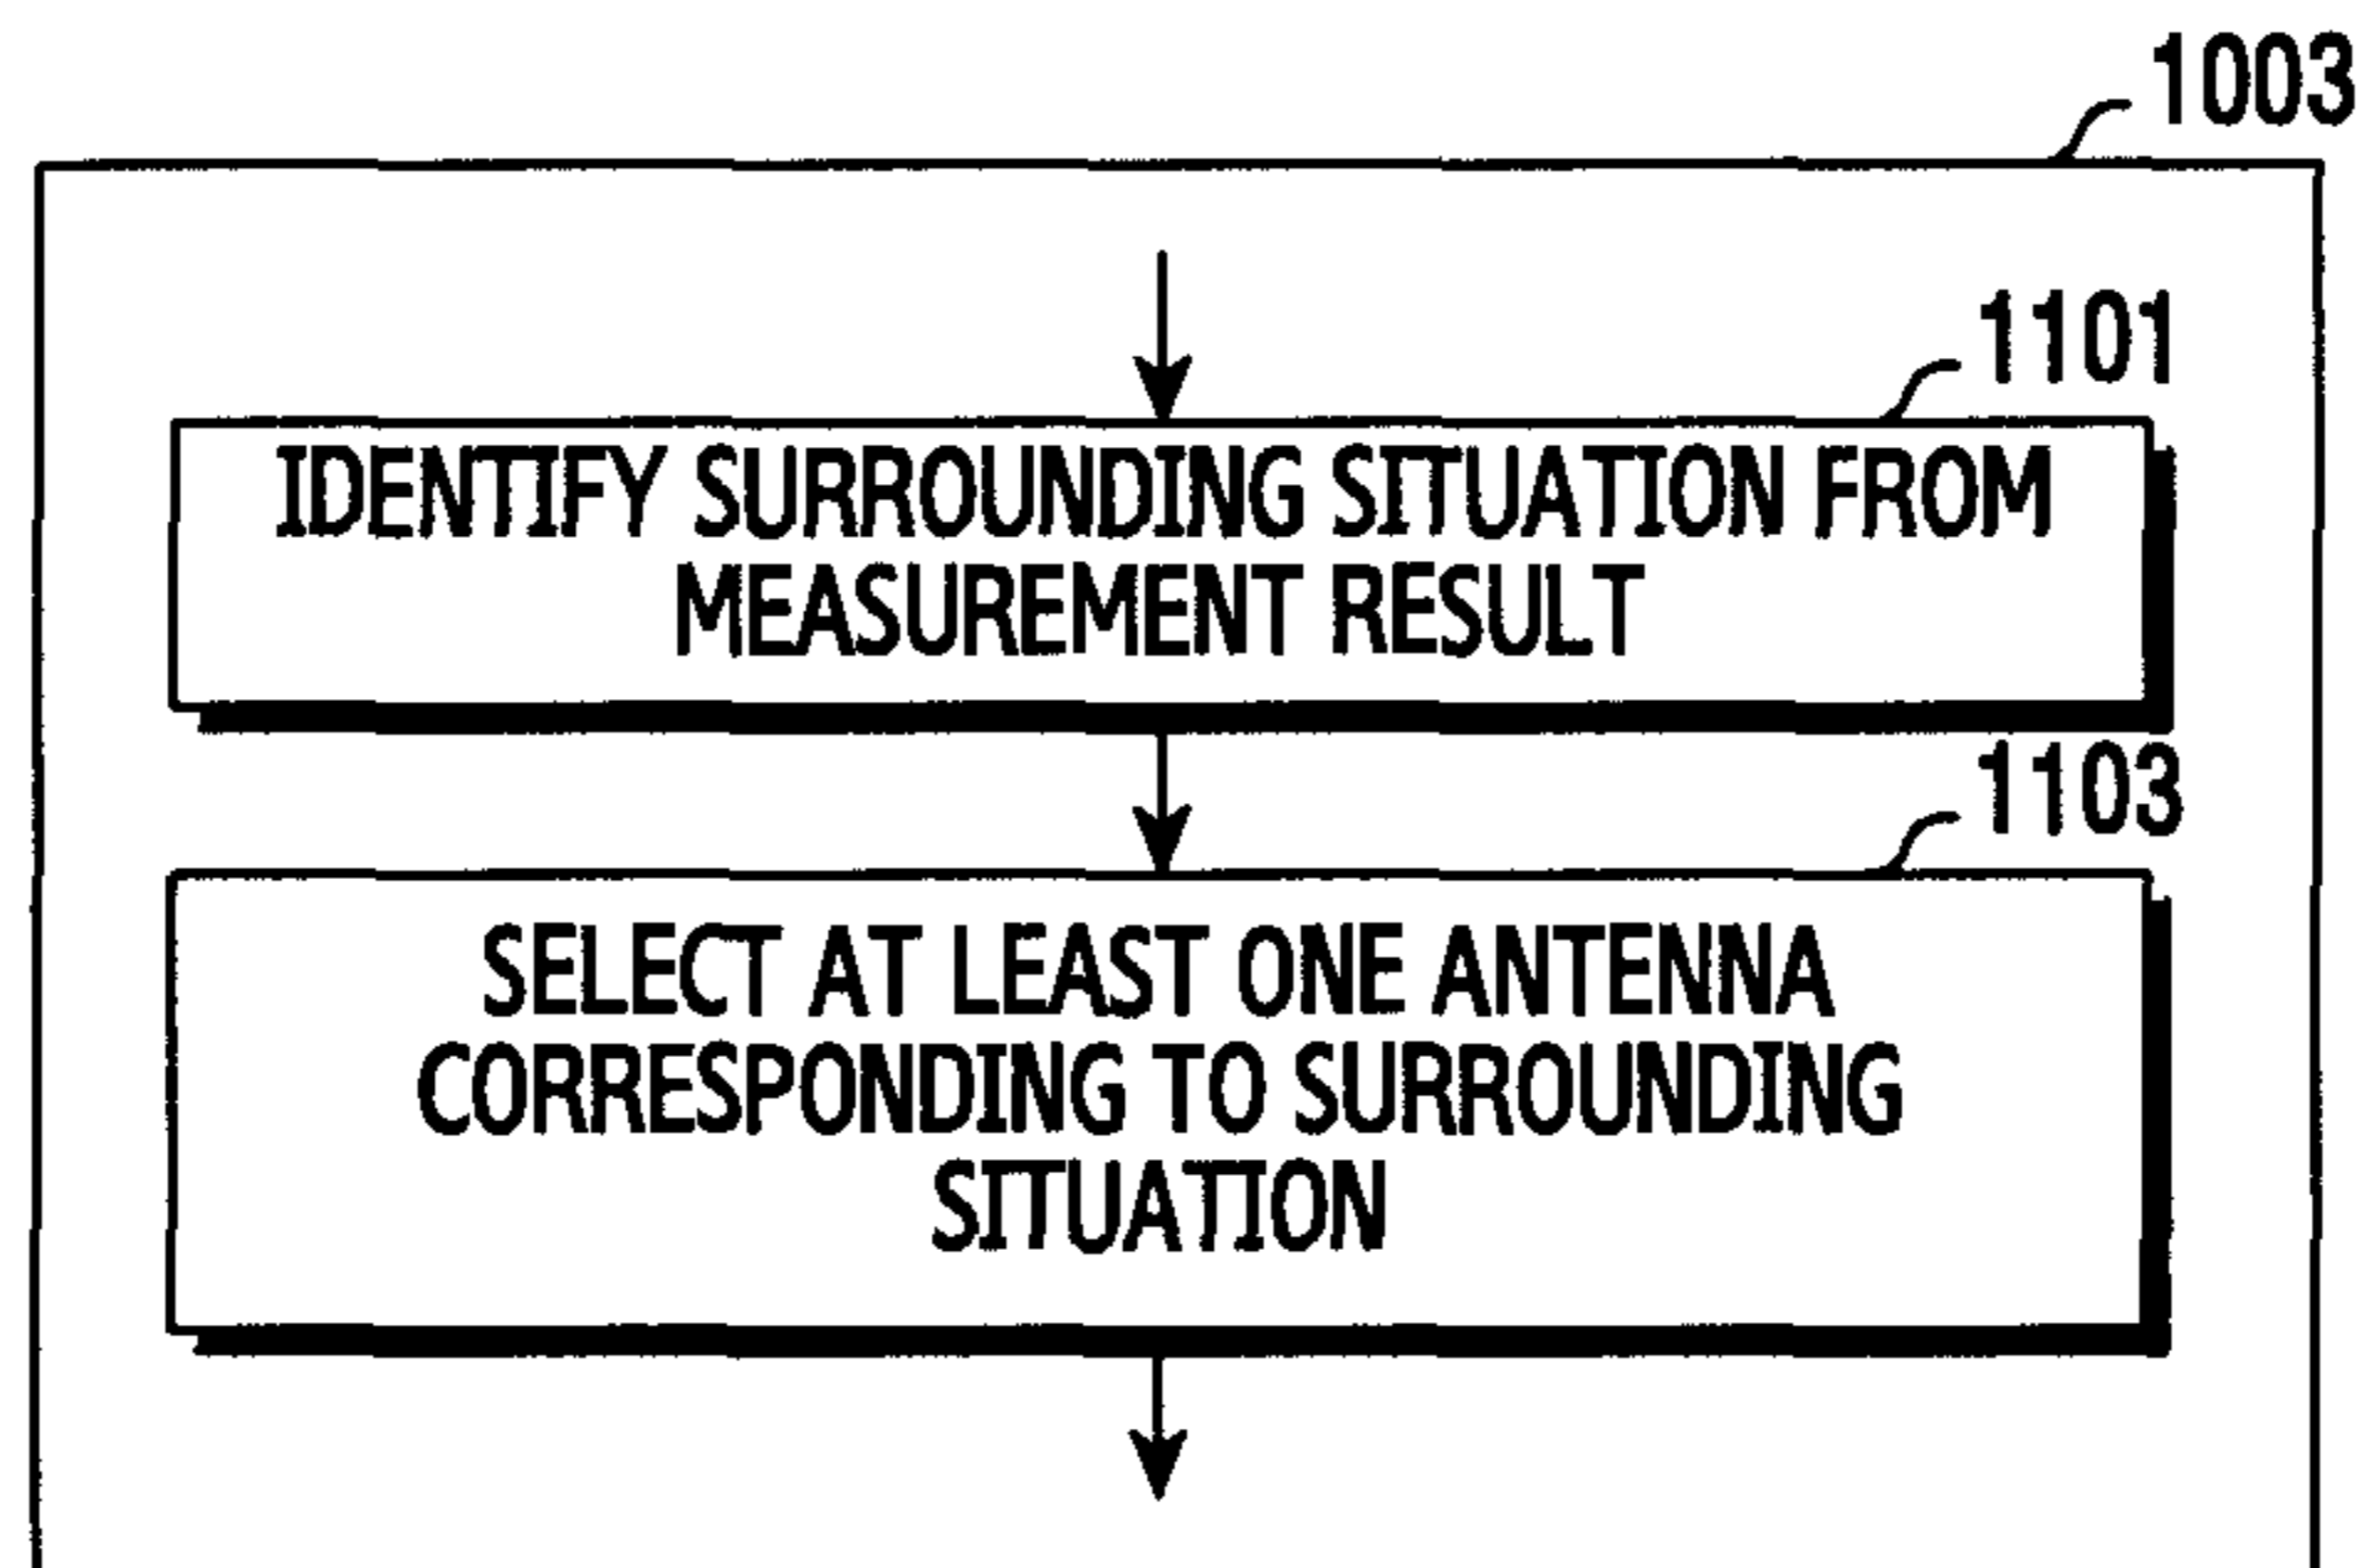 1003
1101
IDENTIFY SURROUNDING SITUATION FROM
MEASUREMENT RESULT
1103
SELECT AT LEAST ONE ANTENNA
CORRESPONDING TO SURROUNDING
SITUATION